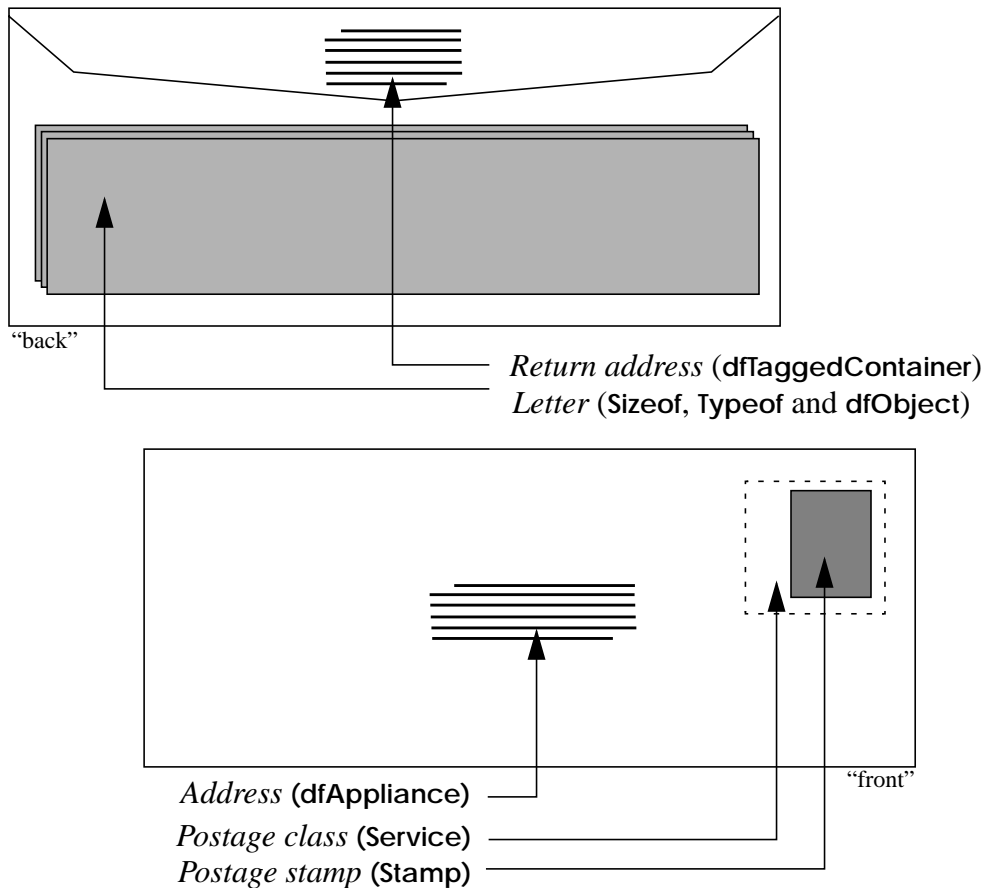 “back”
Return address (dfTaggedContainer)
Letter (Sizeof, Typeof and dfObject)
“front”
Address (dfAppliance)
Postage class (Service)
Postage stamp (Stamp)